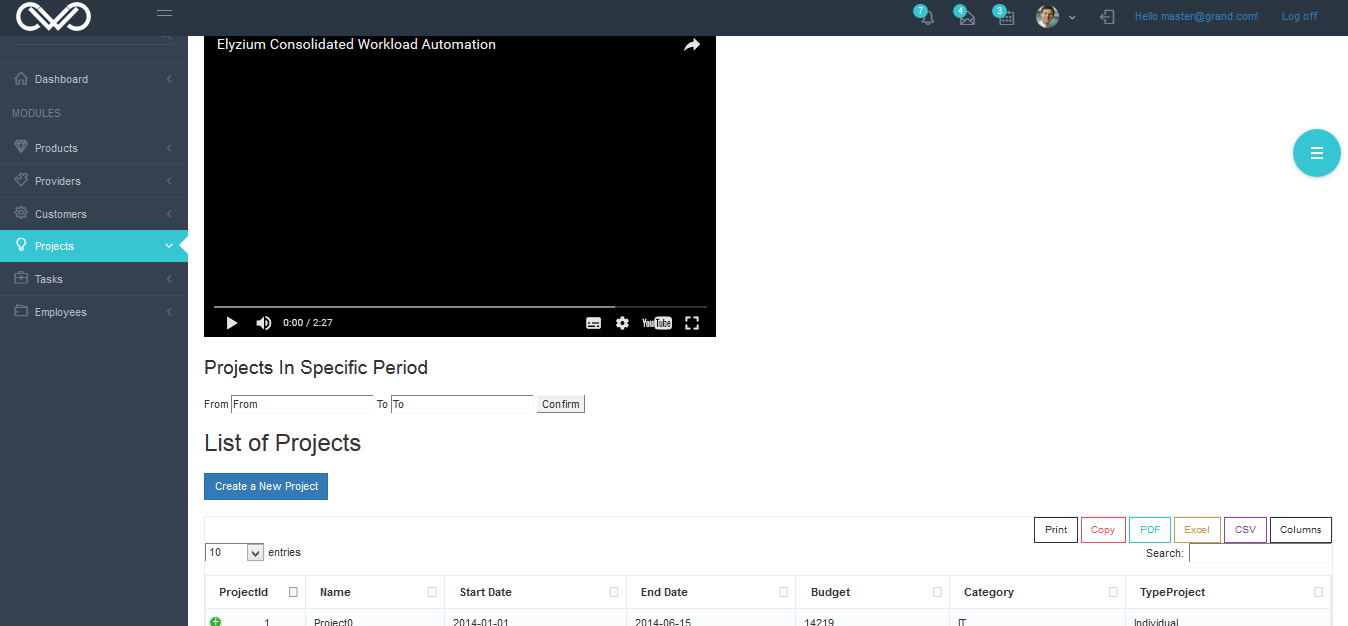 7 4 3 Hello master@grand.com! Log off
Elyzium Consolidated Workload Automation
Dashboard
MODULES
Products
Providers
Customers
Projects
Tasks
Employees
0:00 / 2:27 YouTube
Projects In Specific Period
From From To To Confirm
List of Projects
Create a New Project
Print Copy PDF Excel CSV Columns
10 entries Search:
ProjectId Name Start Date End Date Budget Category TypeProject
1 Project0 2014-01-01 2014-06-15 14219 IT Individual